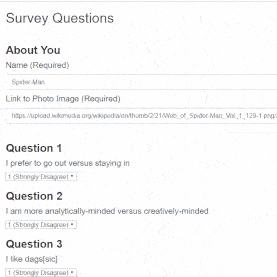 Survey Questions
About You
Name (Required)
Spider-Man
Link to Photo Image (Required)
https://upload.wikimedia.org/wikipedia/en/thumb/2/21/Web_of_Spider-Man_Vol_1_129-1.png/
Question 1
I prefer to go out versus staying in
1 (Strongly Disagree)
Question 2
I am more analytically-minded versus creatively-minded
1 (Strongly Disagree)
Question 3
I like dags[sic]
1 (Strongly Disagree)